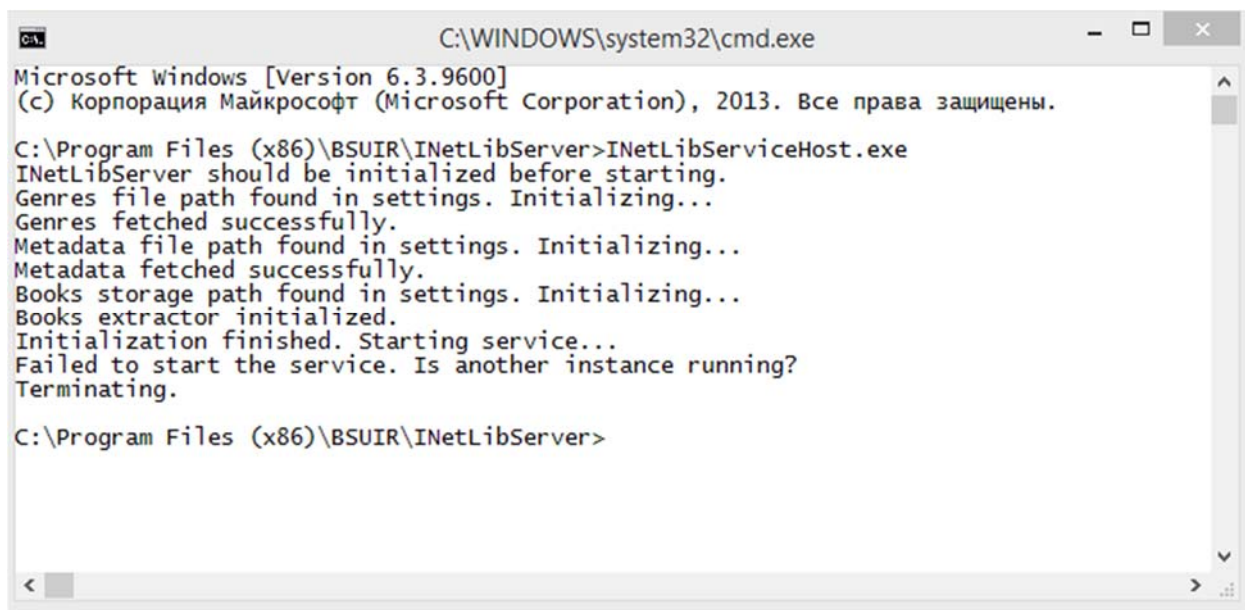 C:\WINDOWS\system32\cmd.exe
Microsoft Windows [Version 6.3.9600]
(c) Корпорация Майкрософт (Microsoft Corporation), 2013. Все права защищены.
C:\Program Files (x86)\BSUIR\INetLibServer>INetLibServiceHost.exe
INetLibServer should be initialized before starting.
Genres file path found in settings. Initializing...
Genres fetched successfully.
Metadata file path found in settings. Initializing...
Metadata fetched successfully.
Books storage path found in settings. Initializing...
Books extractor initialized.
Initialization finished. Starting service...
Failed to start the service. Is another instance running?
Terminating.
C:\Program Files (x86)\BSUIR\INetLibServer>